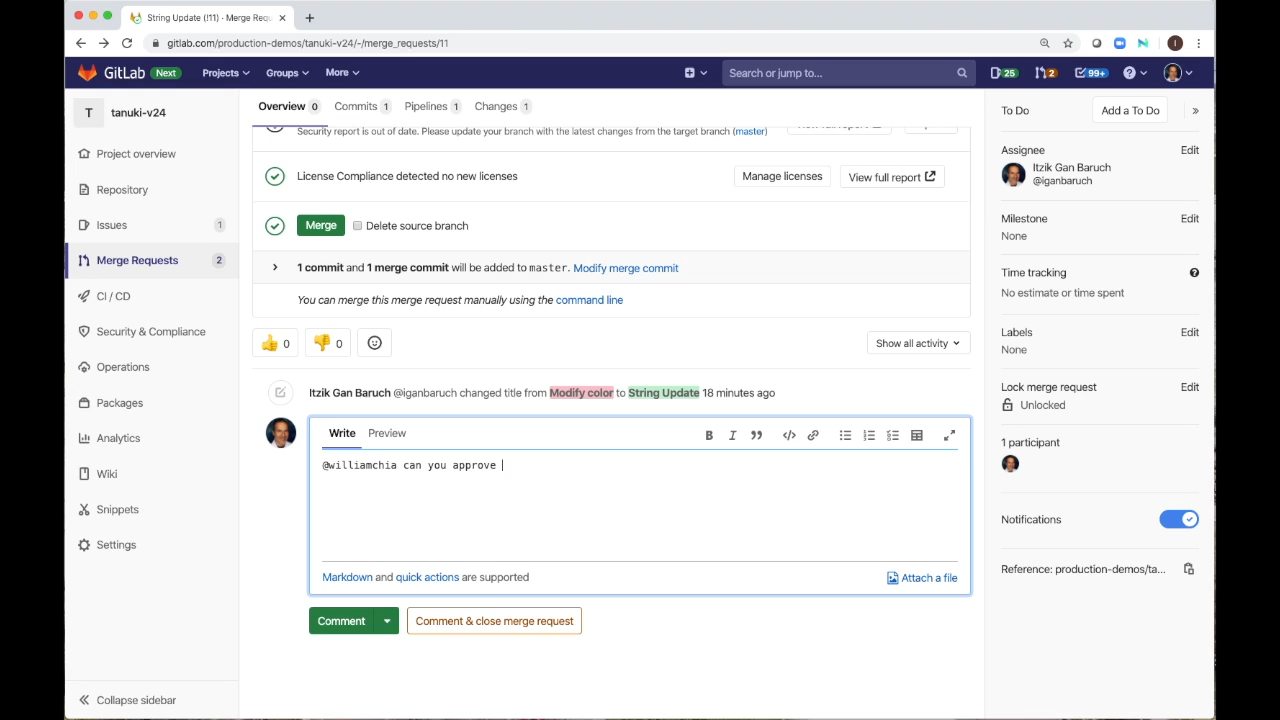 String Update (!11) · Merge Requ
gitlab.com/production-demos/tanuki-v24/-/merge_requests/11
GitLab Next Projects Groups More Search or jump to... 25 2 99+
T tanuki-v24
Project overview
Repository
Issues 1
Merge Requests 2
CI / CD
Security & Compliance
Operations
Packages
Analytics
Wiki
Snippets
Settings
Collapse sidebar
Overview 0 Commits 1 Pipelines 1 Changes 1
Security report is out of date. Please update your branch with the latest changes from the target branch (master)
License Compliance detected no new licenses Manage licenses View full report
Merge Delete source branch
1 commit and 1 merge commit will be added to master. Modify merge commit
You can merge this merge request manually using the command line
0 0 Show all activity
Itzik Gan Baruch @iganbaruch changed title from Modify color to String Update 18 minutes ago
Write Preview
@williamchia can you approve
Markdown and quick actions are supported Attach a file
Comment Comment & close merge request
To Do Add a To Do
Assignee Edit
Itzik Gan Baruch
@iganbaruch
Milestone Edit
None
Time tracking
No estimate or time spent
Labels Edit
None
Lock merge request Edit
Unlocked
1 participant
Notifications
Reference: production-demos/ta...